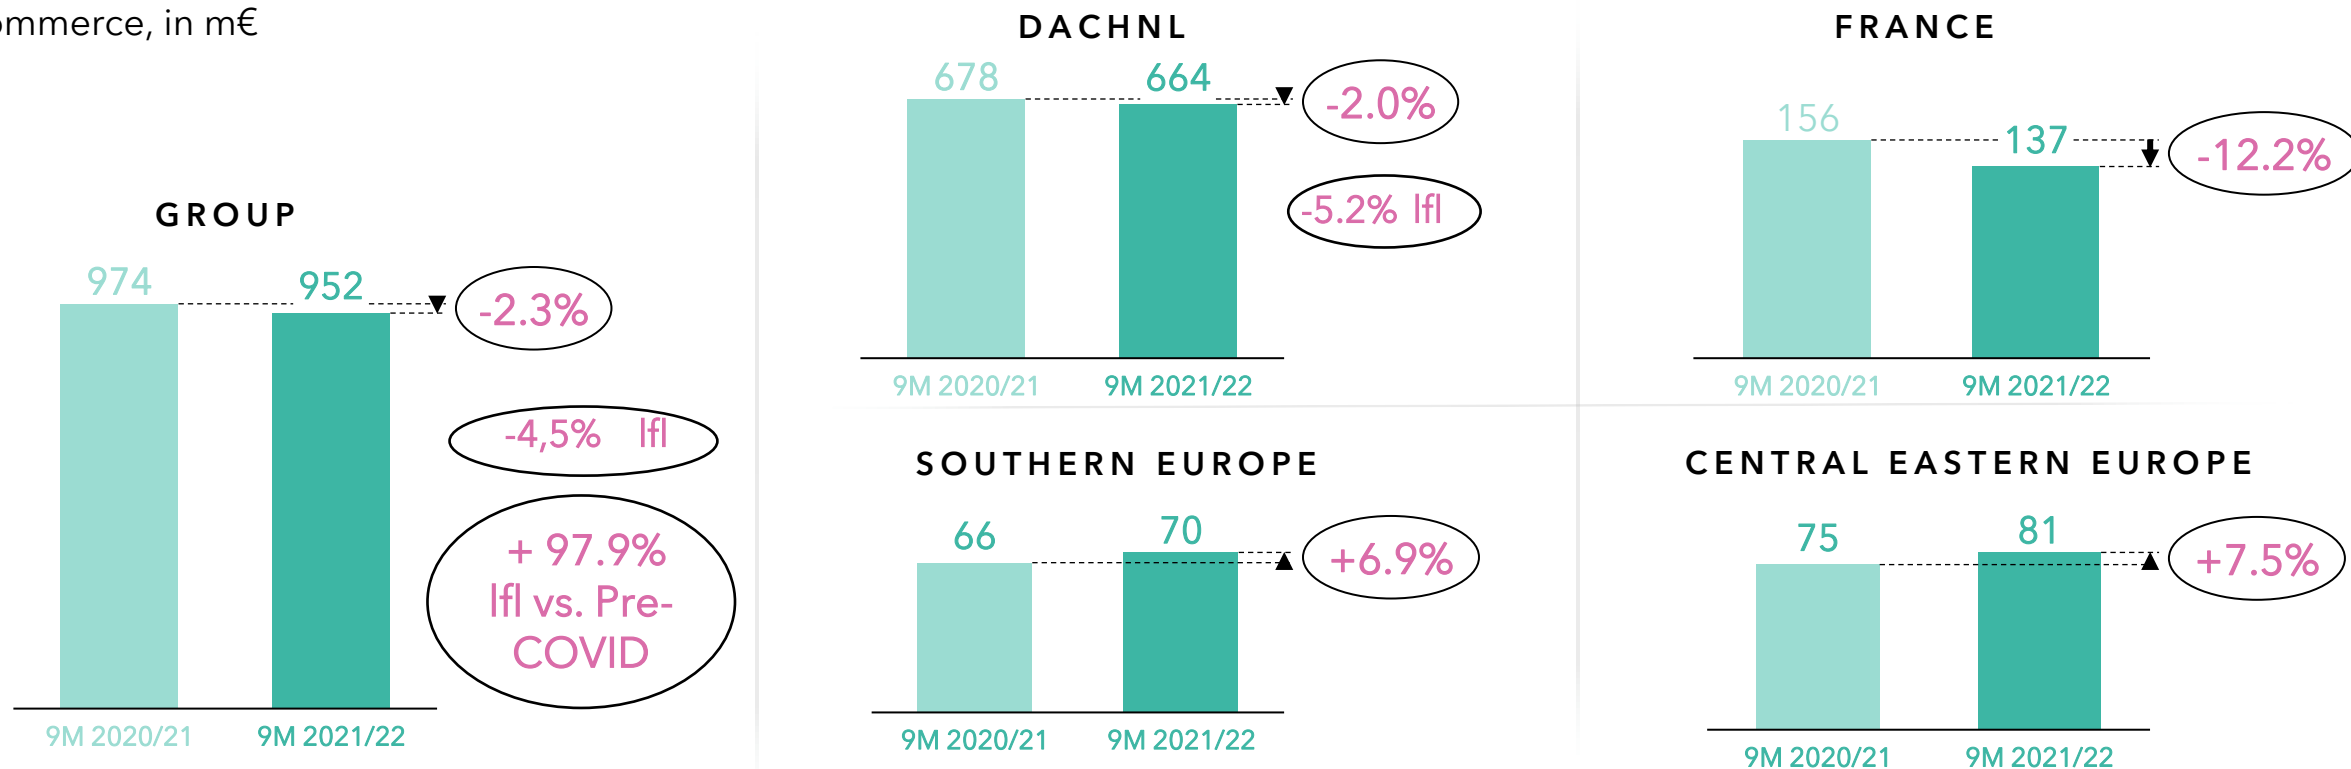 ommerce, in m€
GROUP
974
952
-2.3%
-4,5% lfl
+ 97.9%
lfl vs. Pre-
COVID
9M 2020/21
9M 2021/22
DACHNL
678
664
-2.0%
-5.2% lfl
9M 2020/21
9M 2021/22
FRANCE
156
137
-12.2%
9M 2020/21
9M 2021/22
SOUTHERN EUROPE
66
70
+6.9%
9M 2020/21
9M 2021/22
CENTRAL EASTERN EUROPE
75
81
+7.5%
9M 2020/21
9M 2021/22